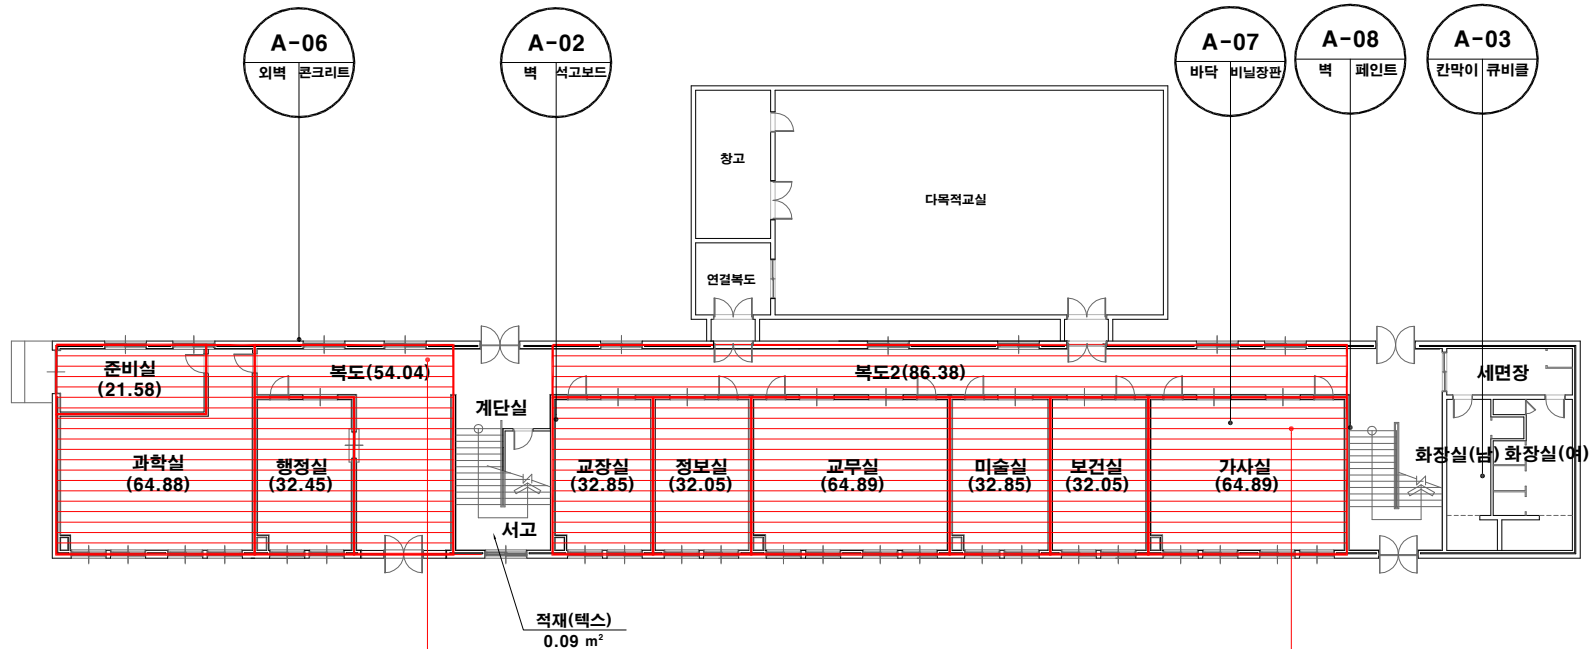 A-06
외벽 콘크리트
A-02
벽 석고보드
A-07
바닥 비닐장판
A-08
벽 페인트
A-03
칸막이 큐비클
창고
다목적교실
연결복도
준비실
(21.58)
복도(54.04)
복도2(86.38)
세면장
계단실
과학실
(64.88)
행정실
(32.45)
교장실
(32.85)
정보실
(32.05)
교무실
(64.89)
미술실
(32.85)
보건실
(32.05)
가사실
(64.89)
화장실(남)
화장실(여)
서고
적재(텍스)
0.09 m²